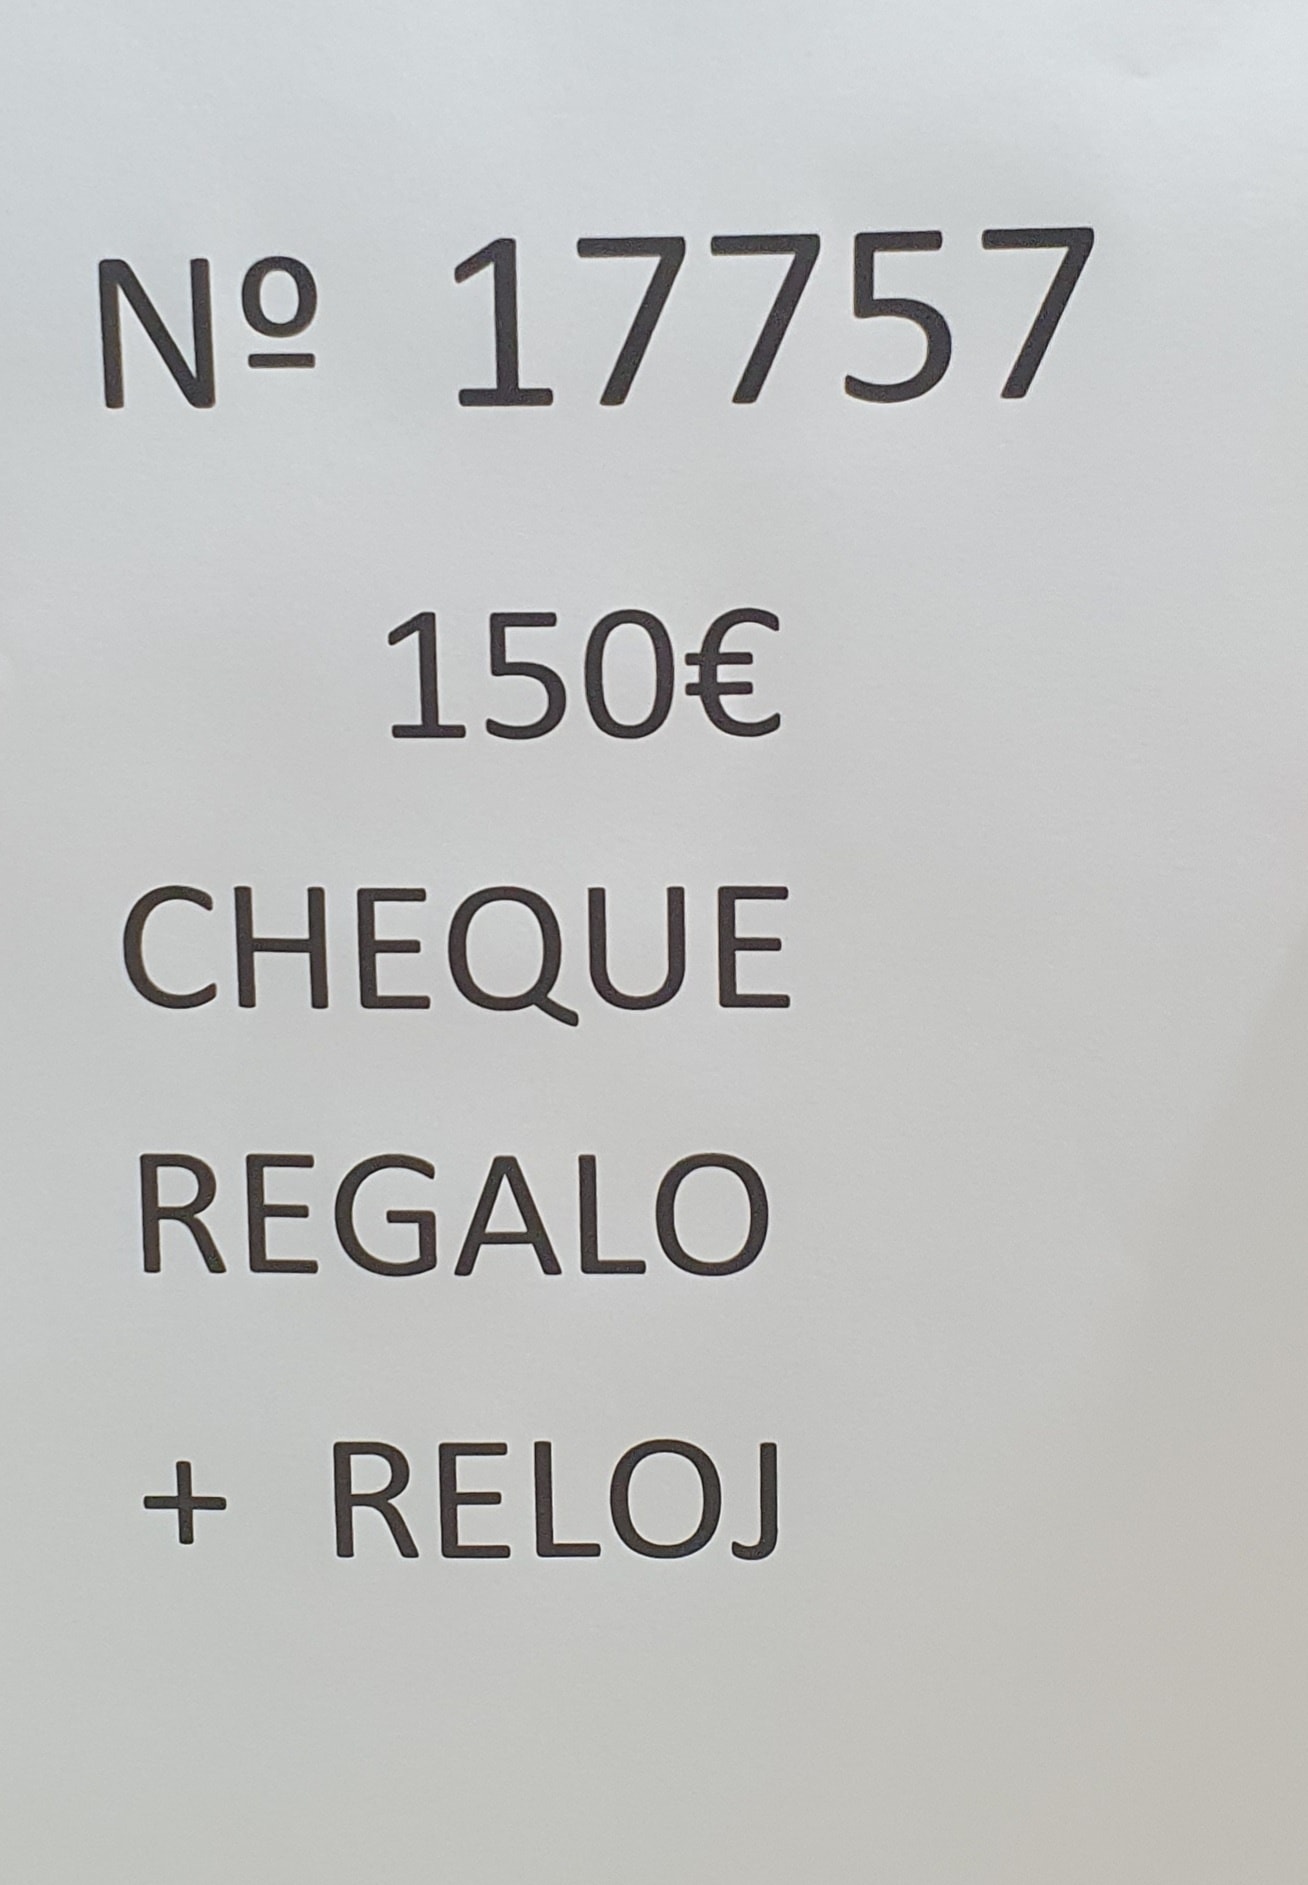 Nº 17757
150€
CHEQUE
REGALO
+ RELOJ